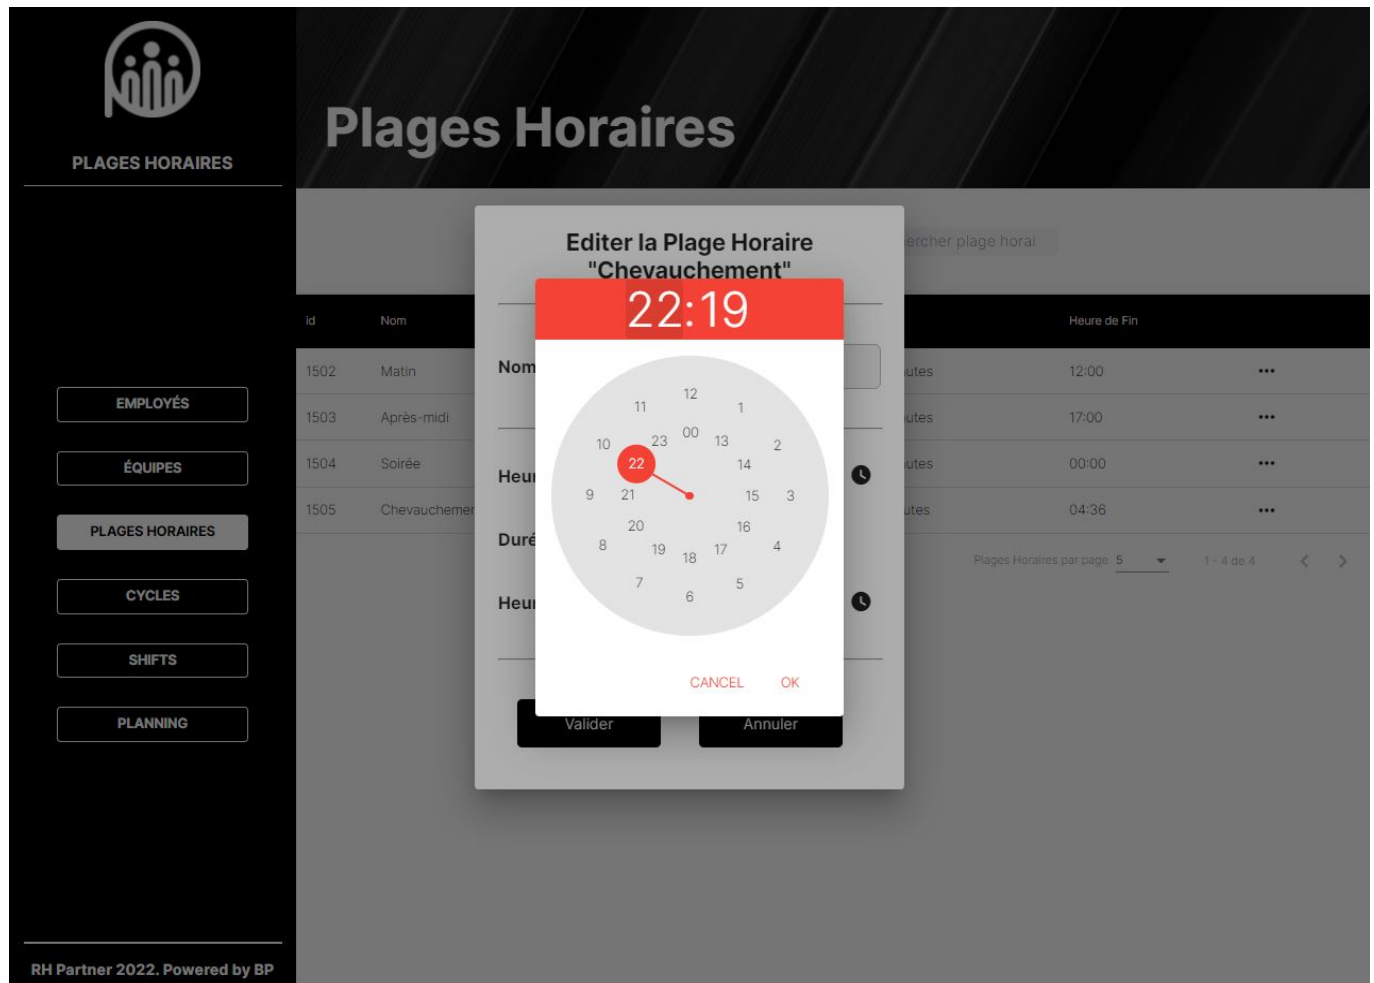 PLAGES HORAIRES
Plages Horaires
Editer la Plage Horaire
"Chevauchement"
ercher plage horai
22:19
id Nom Heure de Fin
1502 Matin utes 12:00 •••
1503 Après-midi utes 17:00 •••
1504 Soirée utes 00:00 •••
1505 Chevauchemen utes 04:36 •••
Plages Horaires par page 5 1 - 4 de 4
Nom
Heur
Duré
Heur
12
11 1
00
10 23 13 2
22 14
9 21 15 3
20 16
8 19 18 17 4
7 5
6
CANCEL OK
Valider Annuler
EMPLOYÉS
ÉQUIPES
PLAGES HORAIRES
CYCLES
SHIFTS
PLANNING
RH Partner 2022. Powered by BP